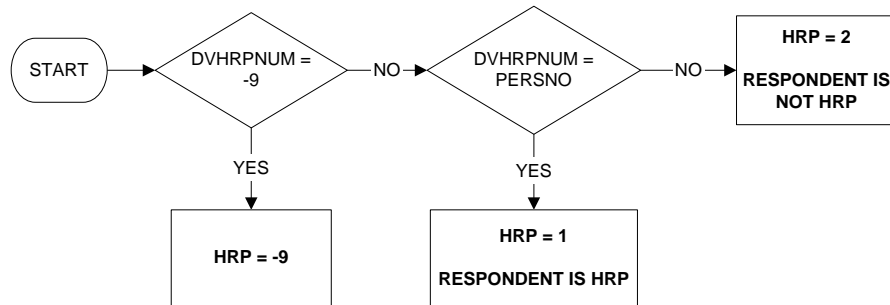 START
DVHRPNUM =
-9
NO
DVHRPNUM =
PERSNO
NO
HRP = 2
RESPONDENT IS
NOT HRP
YES
YES
HRP = -9
HRP = 1
RESPONDENT IS HRP